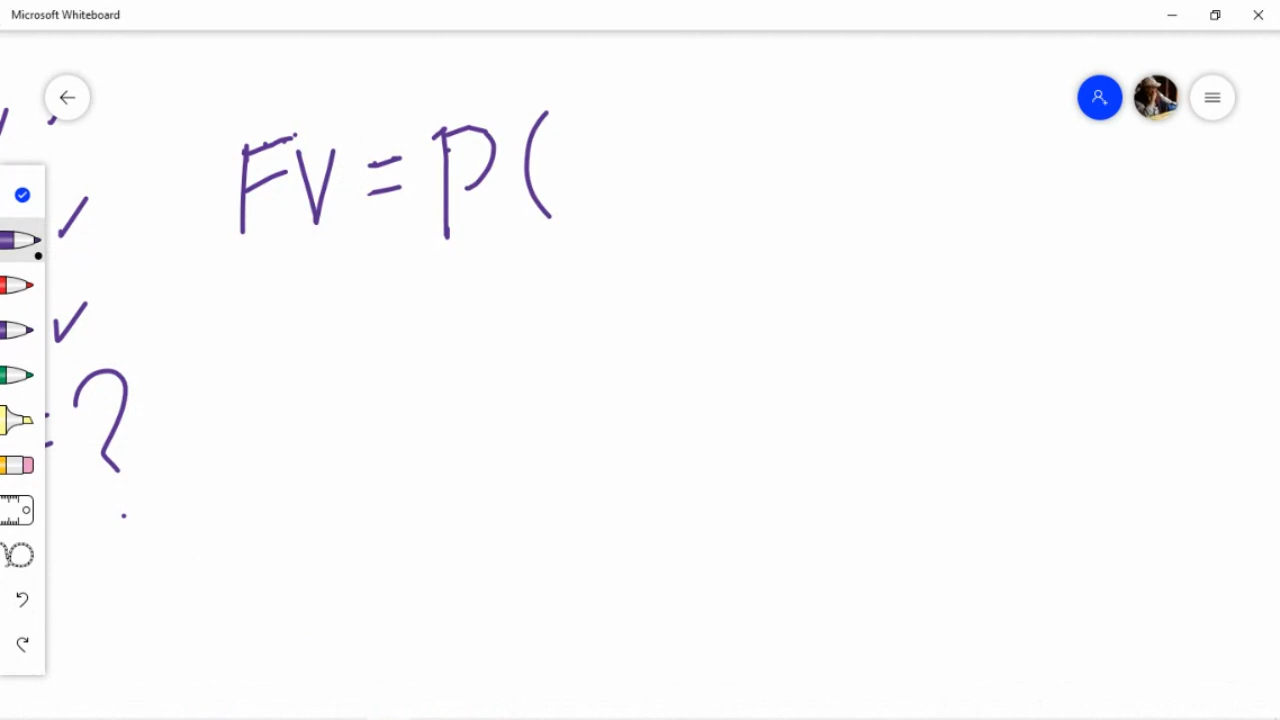 Microsoft Whiteboard
FV = P (
= ?